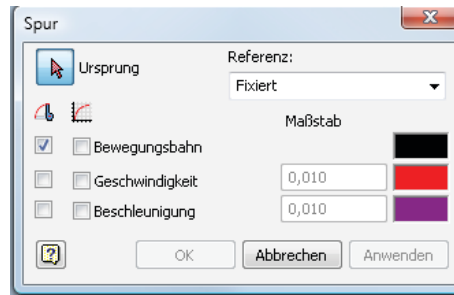 Spur
Ursprung
Referenz:
Fixiert
Maßstab
Bewegungsbahn
Geschwindigkeit 0,010
Beschleunigung 0,010
? OK Abbrechen Anwenden